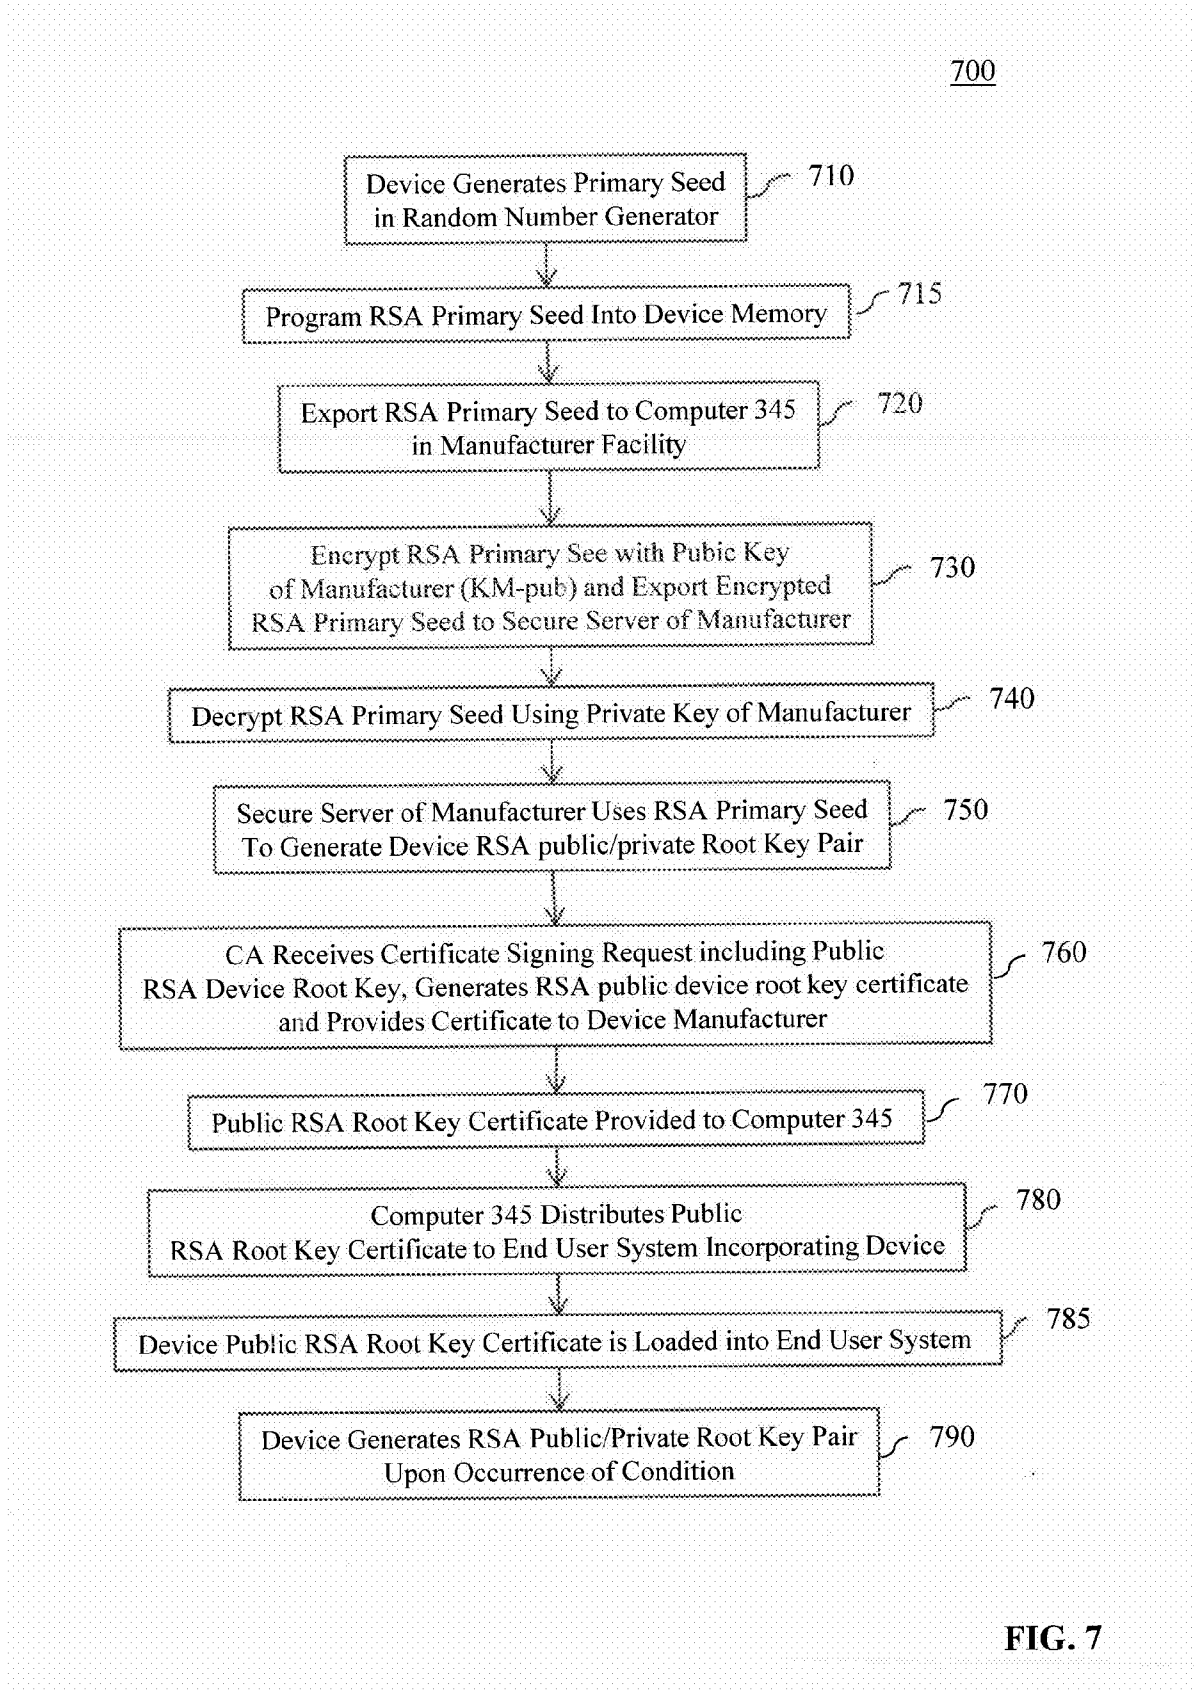 700
Device Generates Primary Seed
in Random Number Generator
710
Program RSA Primary Seed Into Device Memory
715
Export RSA Primary Seed to Computer 345
in Manufacturer Facility
720
Encrypt RSA Primary See with Pubic Key
of Manufacturer (KM-pub) and Export Encrypted
RSA Primary Seed to Secure Server of Manufacturer
730
Decrypt RSA Primary Seed Using Private Key of Manufacturer
740
Secure Server of Manufacturer Uses RSA Primary Seed
To Generate Device RSA public/private Root Key Pair
750
CA Receives Certificate Signing Request including Public
RSA Device Root Key, Generates RSA public device root key certificate
and Provides Certificate to Device Manufacturer
760
Public RSA Root Key Certificate Provided to Computer 345
770
Computer 345 Distributes Public
RSA Root Key Certificate to End User System Incorporating Device
780
Device Public RSA Root Key Certificate is Loaded into End User System
785
Device Generates RSA Public/Private Root Key Pair
Upon Occurrence of Condition
790
FIG. 7